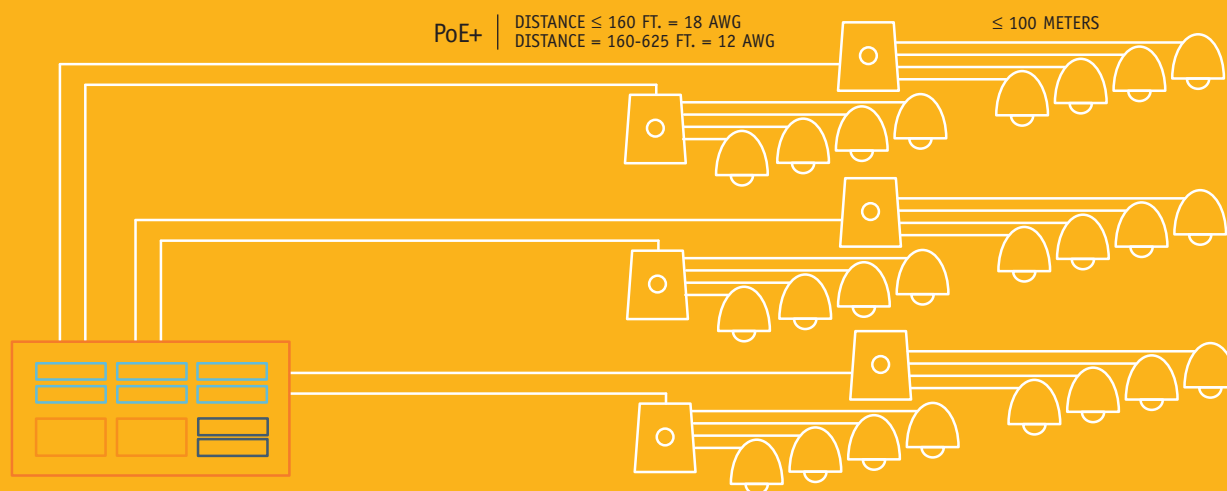 PoE+
DISTANCE ≤ 160 FT. = 18 AWG
DISTANCE = 160-625 FT. = 12 AWG
≤ 100 METERS